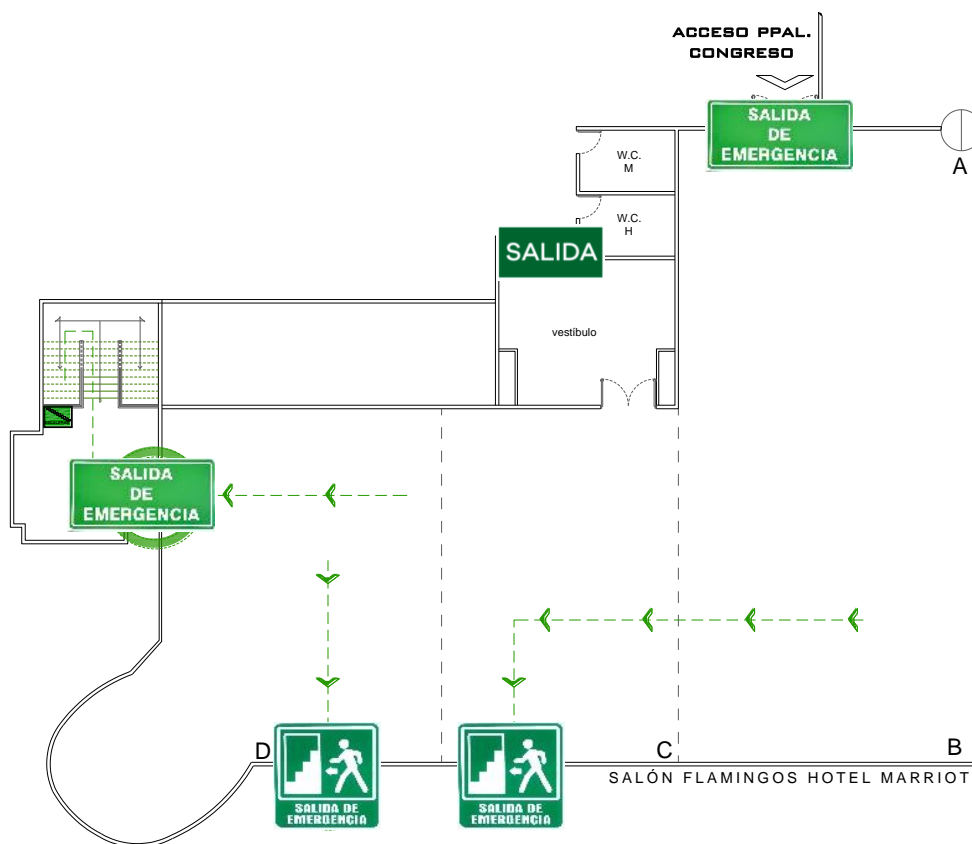 ACCESO PPAL.
CONGRESO
SALIDA
DE
EMERGENCIA
A
W.C.
M
W.C.
H
SALIDA
vestíbulo
SALIDA
DE
EMERGENCIA
D
C
B
SALÓN FLAMINGOS HOTEL MARRIOT
SALIDA DE
EMERGENCIA
SALIDA DE
EMERGENCIA